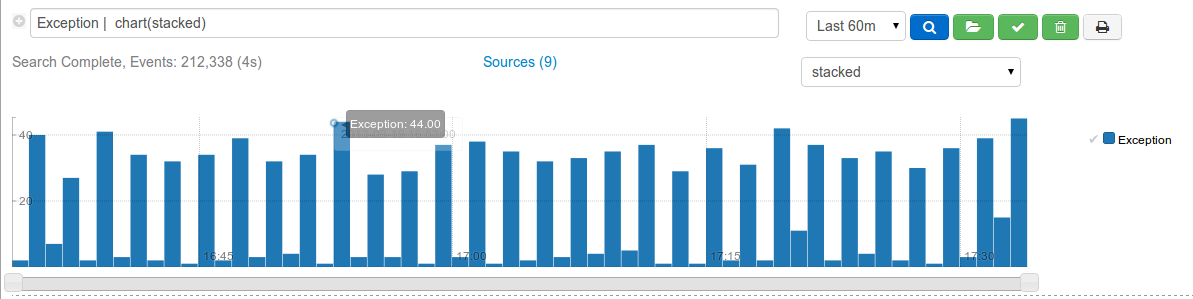 Exception | chart(stacked)
Last 60m
Search Complete, Events: 212,338 (4s)
Sources (9)
stacked
Exception: 44.00
40
20
16:45
17:00
17:15
17:30
Exception